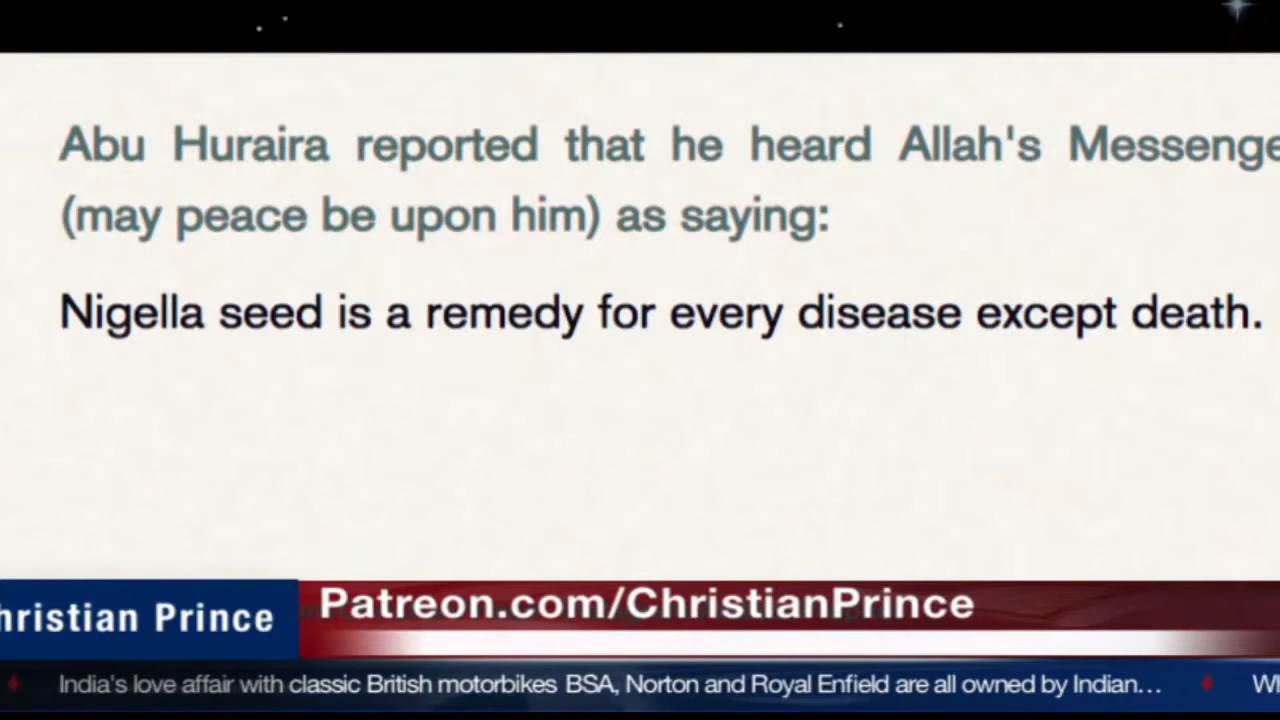 Abu Huraira reported that he heard Allah's Messenge
(may peace be upon him) as saying:
Nigella seed is a remedy for every disease except death.
hristian Prince
Patreon.com/ChristianPrince
India's love affair with classic British motorbikes BSA, Norton and Royal Enfield are all owned by Indian… Wh